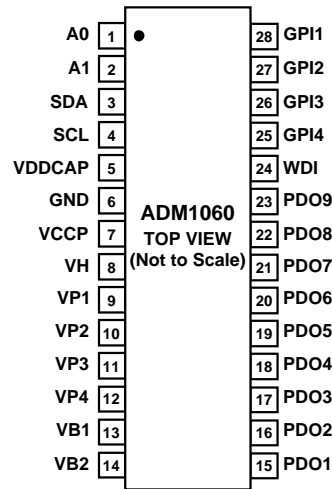 A0 1 28 GPI1
A1 2 27 GPI2
SDA 3 26 GPI3
SCL 4 25 GPI4
VDDCAP 5 24 WDI
GND 6 23 PDO9
ADM1060
VCCP 7 22 PDO8
TOP VIEW
VH 8 21 PDO7
(Not to Scale)
VP1 9 20 PDO6
VP2 10 19 PDO5
VP3 11 18 PDO4
VP4 12 17 PDO3
VB1 13 16 PDO2
VB2 14 15 PDO1